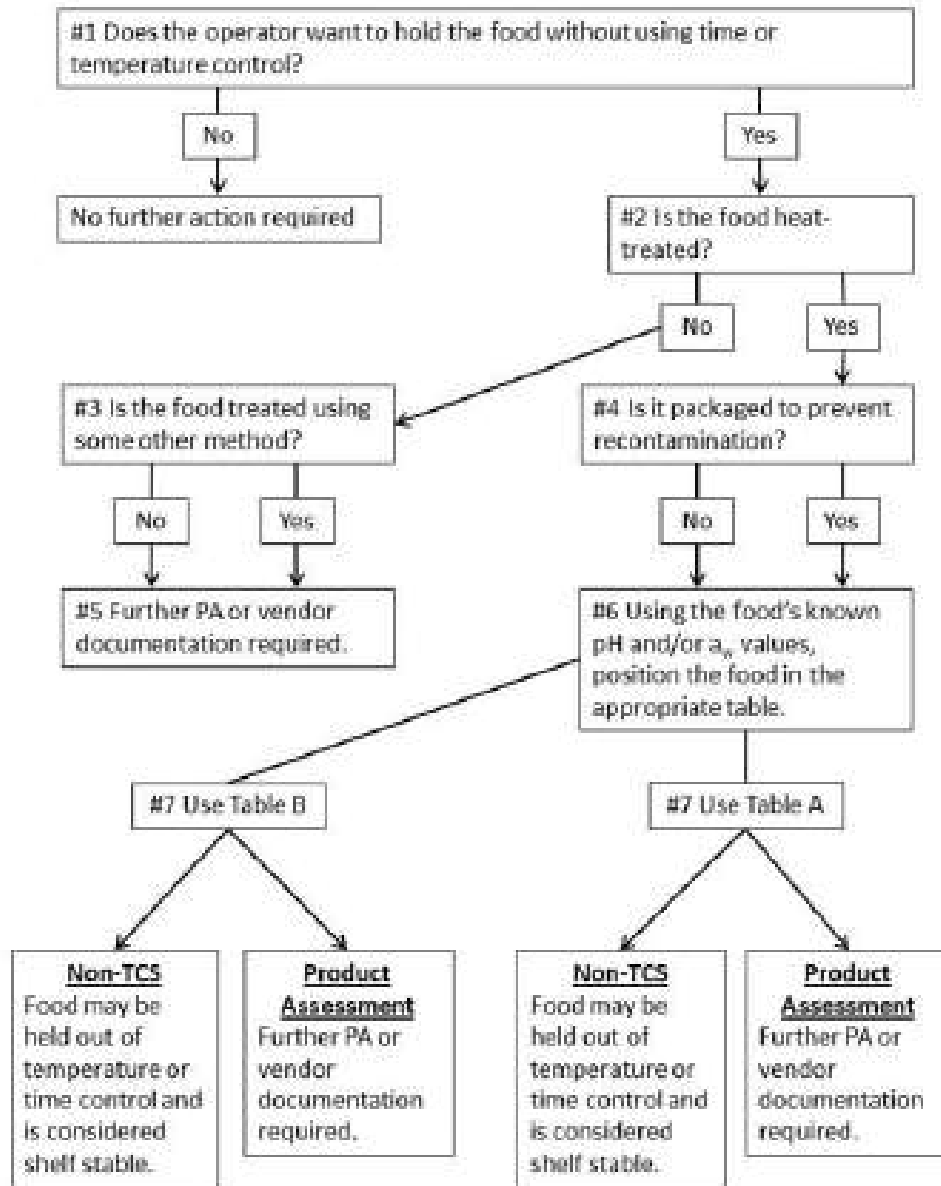 #1 Does the operator want to hold the food without using time or
temperature control?
No
Yes
No further action required
#2 Is the food heat-
treated?
No
Yes
#3 Is the food treated using
some other method?
#4 Is it packaged to prevent
recontamination?
No
Yes
No
Yes
#5 Further PA or vendor
documentation required.
#6 Using the food's known
pH and/or aw values,
position the food in the
appropriate table.
#7 Use Table B
#7 Use Table A
Non-TCS
Food may be
held out of
temperature or
time control and
is considered
shelf stable.
Product
Assessment
Further PA or
vendor
documentation
required.
Non-TCS
Food may be
held out of
temperature or
time control and
is considered
shelf stable.
Product
Assessment
Further PA or
vendor
documentation
required.